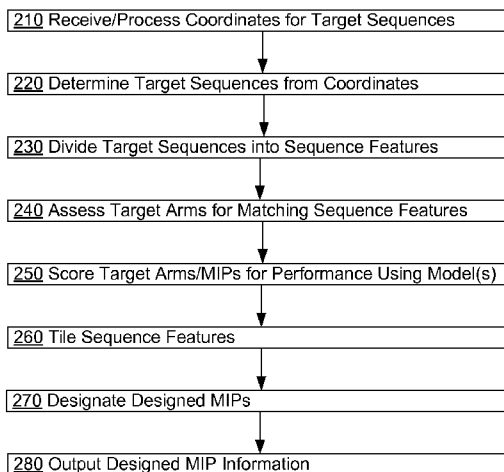 210 Receive/Process Coordinates for Target Sequences
220 Determine Target Sequences from Coordinates
230 Divide Target Sequences into Sequence Features
240 Assess Target Arms for Matching Sequence Features
250 Score Target Arms/MIPs for Performance Using Model(s)
260 Tile Sequence Features
270 Designate Designed MIPs
280 Output Designed MIP Information